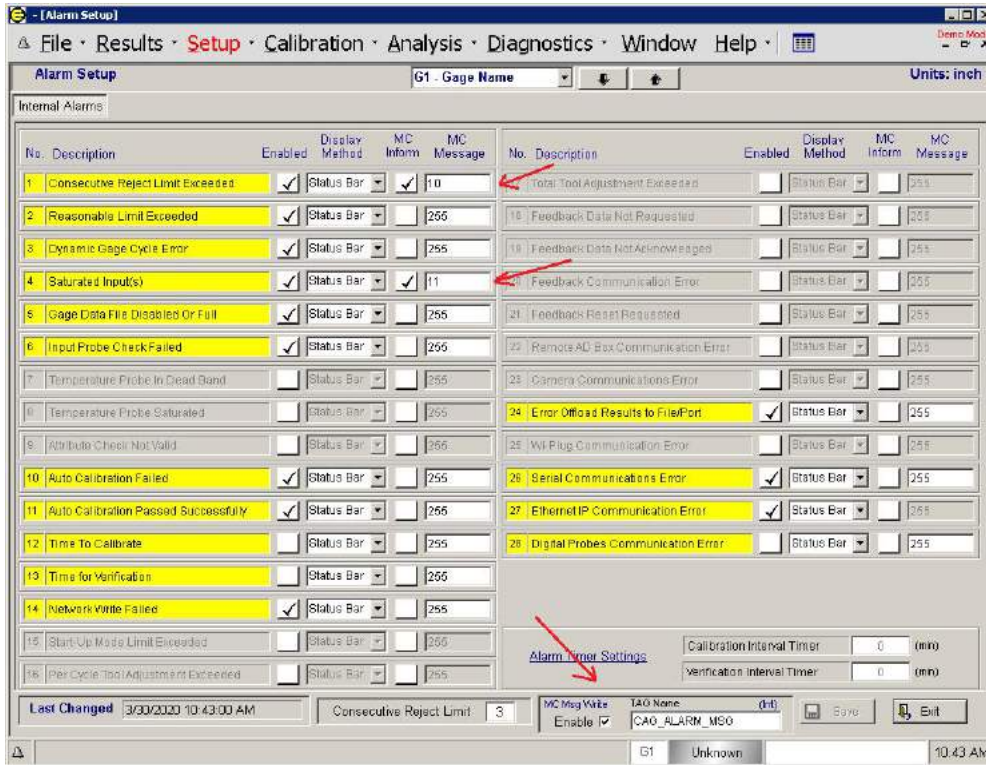 - [Alarm Setup]
File · Results · Setup · Calibration · Analysis · Diagnostics · Window Help ·
Demo Mod
Alarm Setup
G1 - Gage Name
Units: inch
Internal Alarms
No. Description Enabled Display Method MC Inform MC Message
1 Consecutive Reject Limit Exceeded Status Bar 10
2 Reasonable Limit Exceeded Status Bar 255
3 Dynamic Gage Cycle Error Status Bar 255
4 Saturated Input(s) Status Bar 11
5 Gage Data File Disabled Or Full Status Bar 255
6 Input Probe Check Failed Status Bar 255
7 Temperature Probe In Dead Band Status Bar 255
8 Temperature Probe Saturated Status Bar 255
9 Attribute Check Not Valid Status Bar 255
10 Auto Calibration Failed Status Bar 255
11 Auto Calibration Passed Successfully Status Bar 255
12 Time To Calibrate Status Bar 255
13 Time for Verification Status Bar 255
14 Network Write Failed Status Bar 255
15 Start-Up Mode Limit Exceeded Status Bar 255
16 Per Cycle Tool Adjustment Exceeded Status Bar 255
No. Description Enabled Display Method MC Inform MC Message
Total Tool Adjustment Exceeded Status Bar 255
18 Feedback Data Not Requested Status Bar 255
19 Feedback Data Not Acknowledged Status Bar 255
Feedback Communication Error Status Bar 255
21 Feedback Reset Requested Status Bar 255
22 Remote AD Box Communication Error Status Bar 255
23 Camera Communications Error Status Bar 255
24 Error Offload Results to File/Port Status Bar 255
25 Wi-Plug Communication Error Status Bar 255
26 Serial Communications Error Status Bar 255
27 Ethernet IP Communication Error Status Bar 255
28 Digital Probes Communication Error Status Bar 255
Alarm Timer Settings
Calibration Interval Timer 0 (min)
Verification Interval Timer 0 (min)
Last Changed 3/30/2020 10:43:00 AM
Consecutive Reject Limit 3
MC Msg Write TAG Name (Int)
Enable CAG_ALARM_MSG
Save
Exit
G1 Unknown 10:43 AM